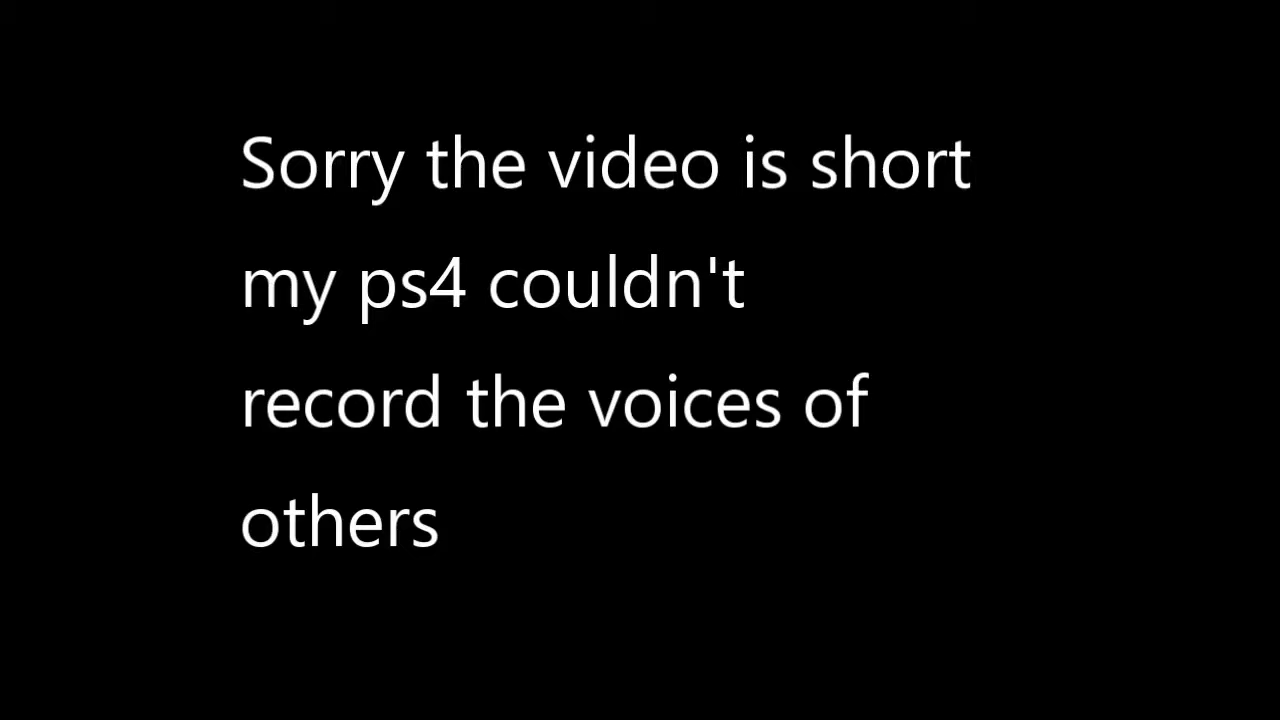 Sorry the video is short
my ps4 couldn't
record the voices of
others